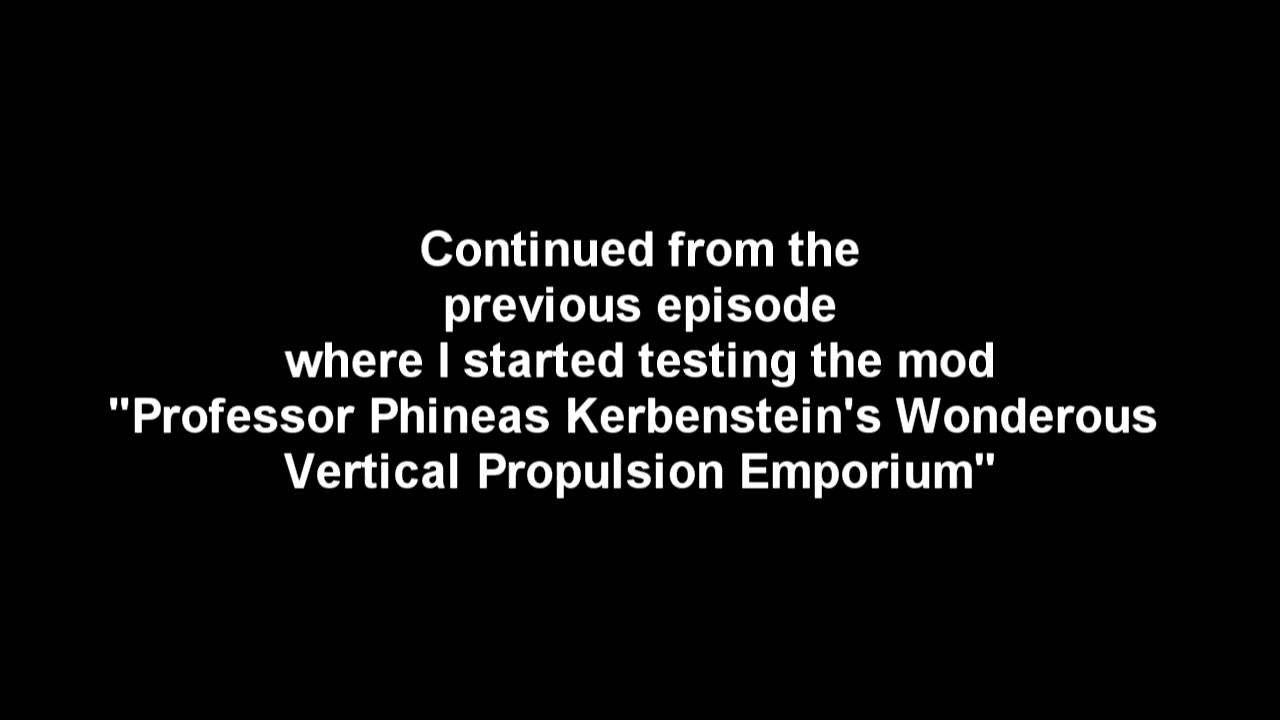 Continued from the
previous episode
where I started testing the mod
"Professor Phineas Kerbenstein's Wonderous
Vertical Propulsion Emporium"